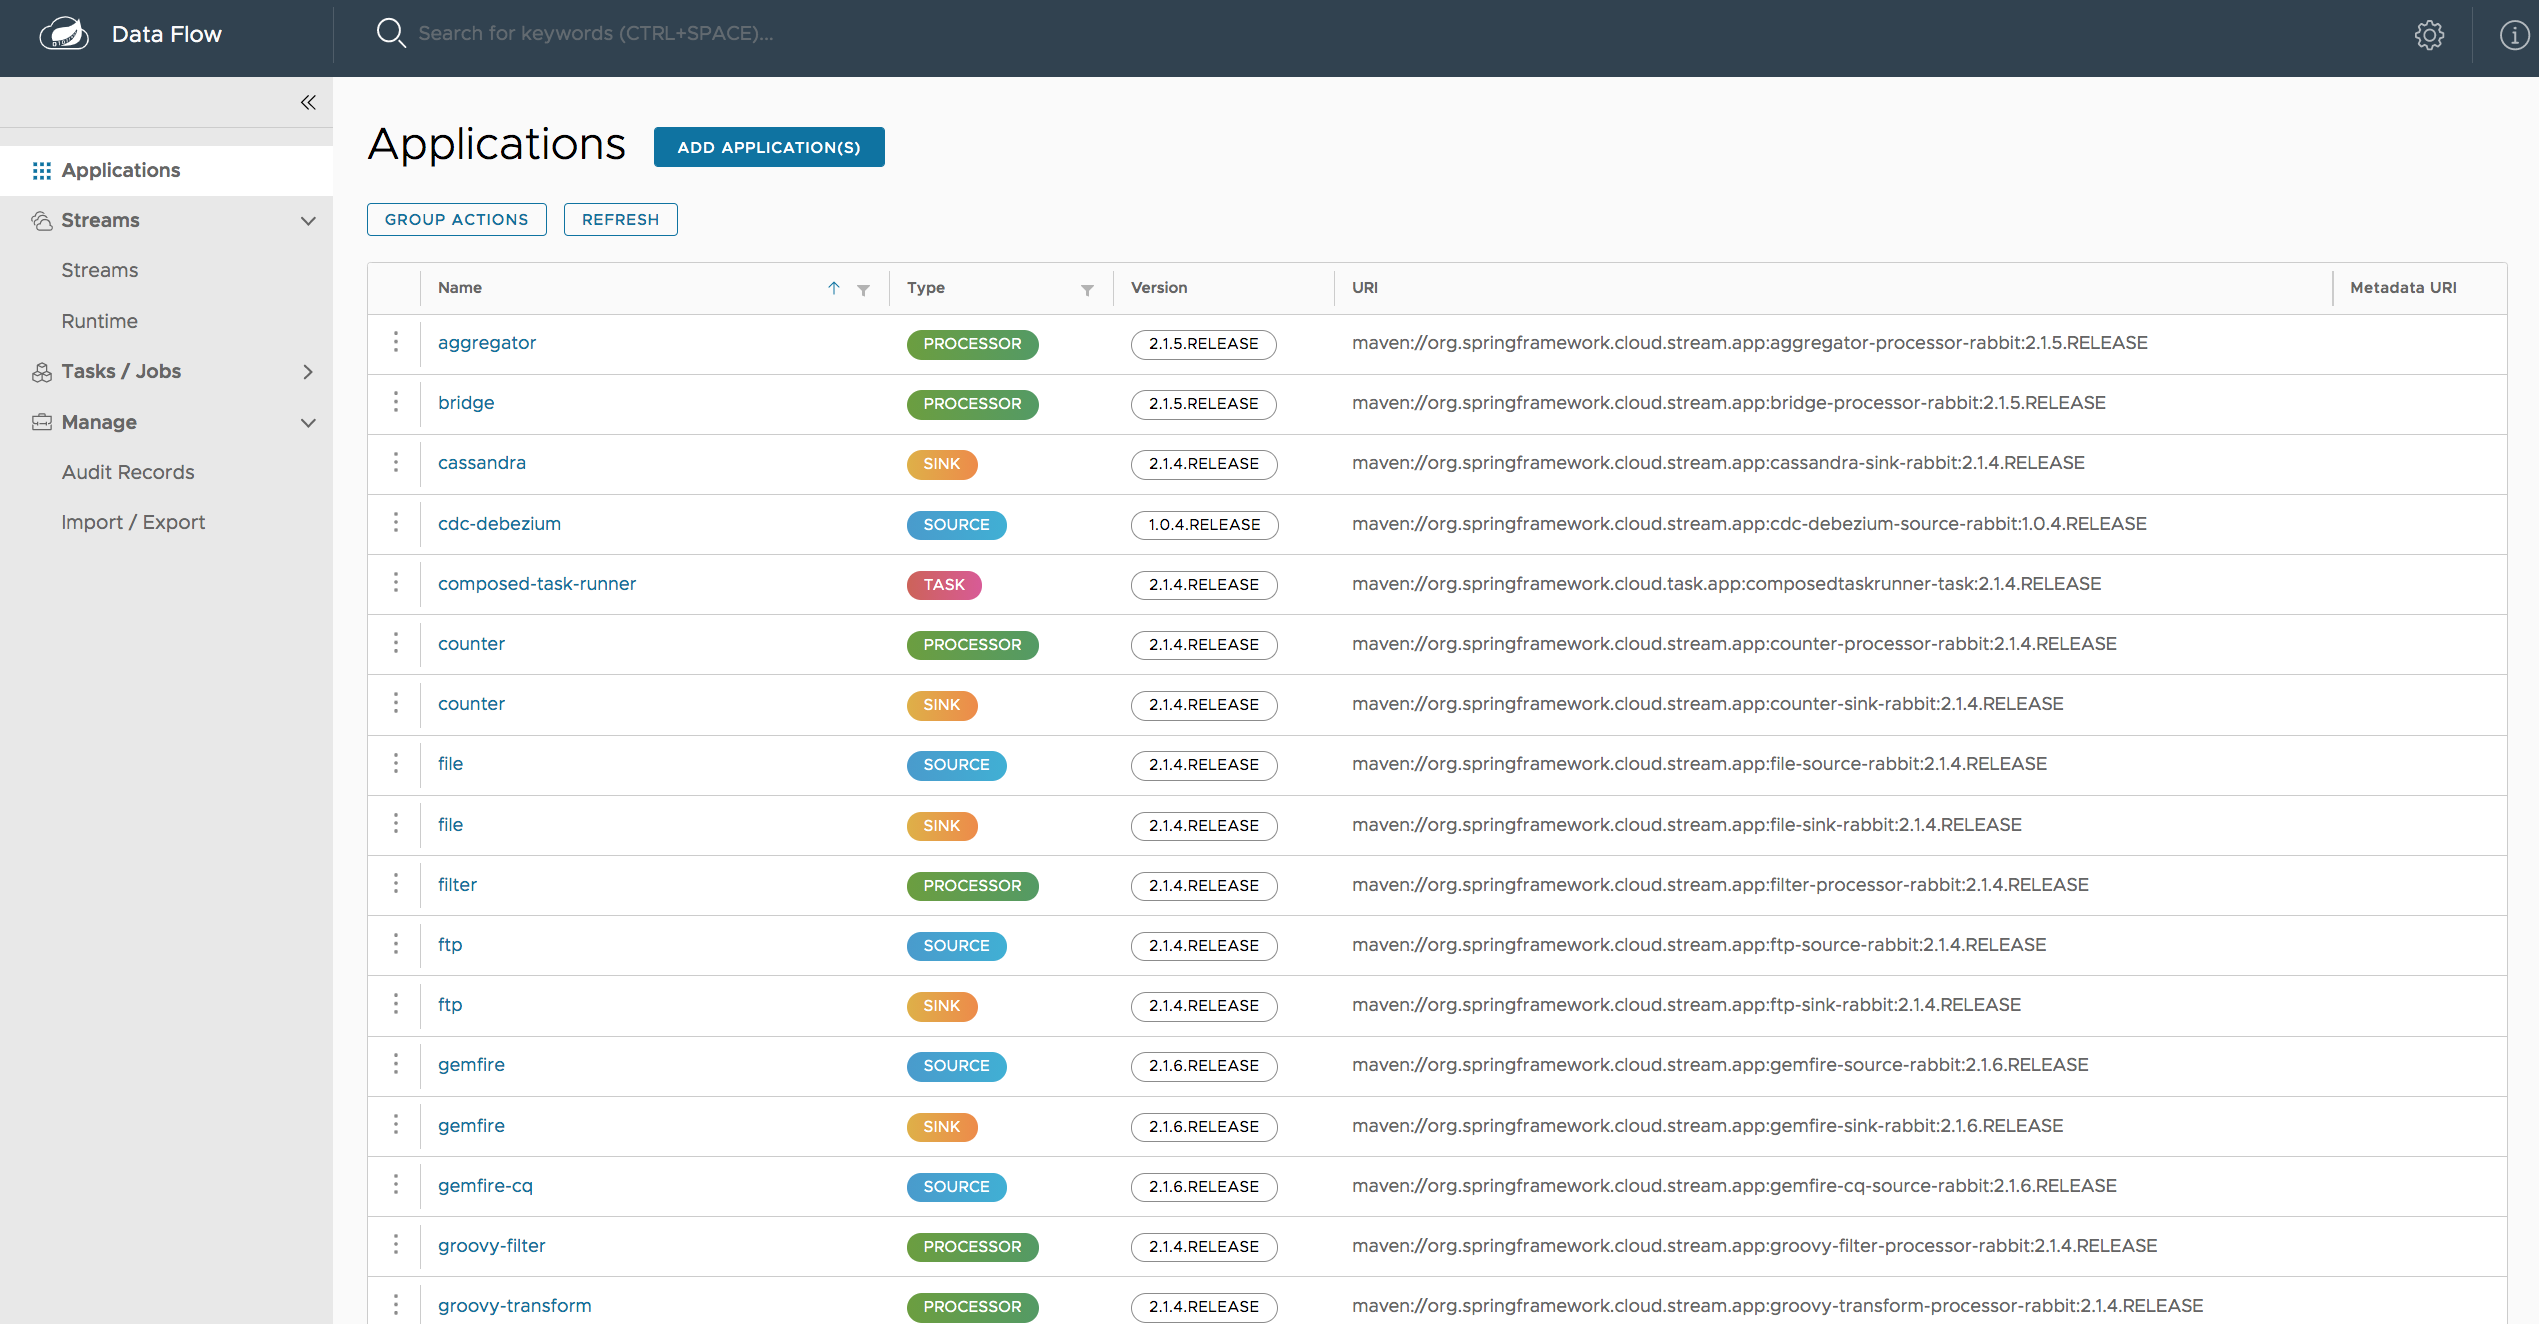 Data Flow
Search for keywords (CTRL+SPACE)...
Applications
Streams
Streams
Runtime
Tasks / Jobs
Manage
Audit Records
Import / Export
Applications ADD APPLICATION(S)
GROUP ACTIONS REFRESH
Name Type Version URI Metadata URI
aggregator PROCESSOR 2.1.5.RELEASE maven://org.springframework.cloud.stream.app:aggregator-processor-rabbit:2.1.5.RELEASE
bridge PROCESSOR 2.1.5.RELEASE maven://org.springframework.cloud.stream.app:bridge-processor-rabbit:2.1.5.RELEASE
cassandra SINK 2.1.4.RELEASE maven://org.springframework.cloud.stream.app:cassandra-sink-rabbit:2.1.4.RELEASE
cdc-debezium SOURCE 1.0.4.RELEASE maven://org.springframework.cloud.stream.app:cdc-debezium-source-rabbit:1.0.4.RELEASE
composed-task-runner TASK 2.1.4.RELEASE maven://org.springframework.cloud.task.app:composedtaskrunner-task:2.1.4.RELEASE
counter PROCESSOR 2.1.4.RELEASE maven://org.springframework.cloud.stream.app:counter-processor-rabbit:2.1.4.RELEASE
counter SINK 2.1.4.RELEASE maven://org.springframework.cloud.stream.app:counter-sink-rabbit:2.1.4.RELEASE
file SOURCE 2.1.4.RELEASE maven://org.springframework.cloud.stream.app:file-source-rabbit:2.1.4.RELEASE
file SINK 2.1.4.RELEASE maven://org.springframework.cloud.stream.app:file-sink-rabbit:2.1.4.RELEASE
filter PROCESSOR 2.1.4.RELEASE maven://org.springframework.cloud.stream.app:filter-processor-rabbit:2.1.4.RELEASE
ftp SOURCE 2.1.4.RELEASE maven://org.springframework.cloud.stream.app:ftp-source-rabbit:2.1.4.RELEASE
ftp SINK 2.1.4.RELEASE maven://org.springframework.cloud.stream.app:ftp-sink-rabbit:2.1.4.RELEASE
gemfire SOURCE 2.1.6.RELEASE maven://org.springframework.cloud.stream.app:gemfire-source-rabbit:2.1.6.RELEASE
gemfire SINK 2.1.6.RELEASE maven://org.springframework.cloud.stream.app:gemfire-sink-rabbit:2.1.6.RELEASE
gemfire-cq SOURCE 2.1.6.RELEASE maven://org.springframework.cloud.stream.app:gemfire-cq-source-rabbit:2.1.6.RELEASE
groovy-filter PROCESSOR 2.1.4.RELEASE maven://org.springframework.cloud.stream.app:groovy-filter-processor-rabbit:2.1.4.RELEASE
groovy-transform PROCESSOR 2.1.4.RELEASE maven://org.springframework.cloud.stream.app:groovy-transform-processor-rabbit:2.1.4.RELEASE